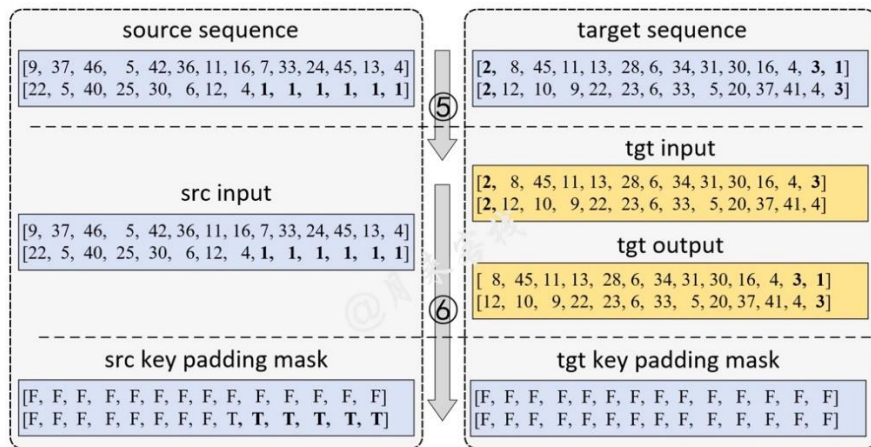 source sequence
[9, 37, 46, 5, 42, 36, 11, 16, 7, 33, 24, 45, 13, 4]
[22, 5, 40, 25, 30, 6, 12, 4, 1, 1, 1, 1, 1, 1]
target sequence
[2, 8, 45, 11, 13, 28, 6, 34, 31, 30, 16, 4, 3, 1]
[2, 12, 10, 9, 22, 23, 6, 33, 5, 20, 37, 41, 4, 3]
⑤
src input
[9, 37, 46, 5, 42, 36, 11, 16, 7, 33, 24, 45, 13, 4]
[22, 5, 40, 25, 30, 6, 12, 4, 1, 1, 1, 1, 1, 1]
tgt input
[2, 8, 45, 11, 13, 28, 6, 34, 31, 30, 16, 4, 3]
[2, 12, 10, 9, 22, 23, 6, 33, 5, 20, 37, 41, 4]
tgt output
[ 8, 45, 11, 13, 28, 6, 34, 31, 30, 16, 4, 3, 1]
[12, 10, 9, 22, 23, 6, 33, 5, 20, 37, 41, 4, 3]
⑥
@月来客栈
src key padding mask
[F, F, F, F, F, F, F, F, F, F, F, F, F, F]
[F, F, F, F, F, F, F, F, T, T, T, T, T, T]
tgt key padding mask
[F, F, F, F, F, F, F, F, F, F, F, F, F]
[F, F, F, F, F, F, F, F, F, F, F, F, F]